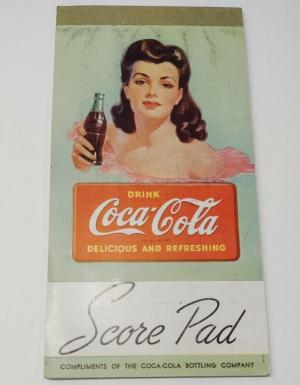 DRINK
Coca-Cola
DELICIOUS AND REFRESHING
Score Pad
COMPLIMENTS OF THE COCA-COLA BOTTLING COMPANY